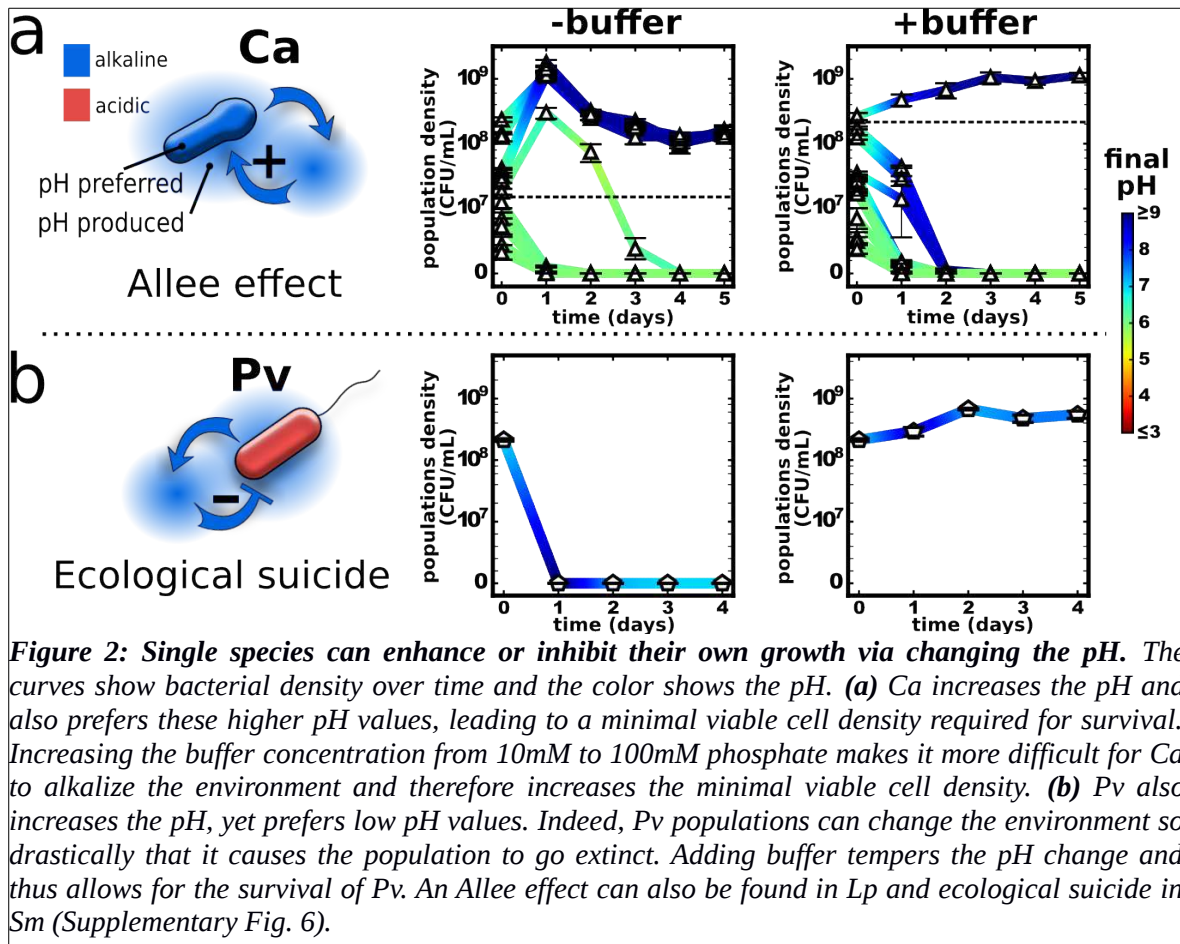 a
Ca
alkaline
acidic
+
pH preferred
pH produced
Allee effect
-buffer
populations density
(CFU/mL)
10⁹
10⁸
10⁷
0
0 1 2 3 4 5
time (days)
+buffer
populations density
(CFU/mL)
10⁹
10⁸
10⁷
0
0 1 2 3 4 5
time (days)
final
pH
≥9
8
7
6
5
4
≤3
b
Pv
−
Ecological suicide
populations density
(CFU/mL)
10⁹
10⁸
10⁷
0
0 1 2 3 4
time (days)
populations density
(CFU/mL)
10⁹
10⁸
10⁷
0
0 1 2 3 4
time (days)
Figure 2: Single species can enhance or inhibit their own growth via changing the pH. The
curves show bacterial density over time and the color shows the pH. (a) Ca increases the pH and
also prefers these higher pH values, leading to a minimal viable cell density required for survival.
Increasing the buffer concentration from 10mM to 100mM phosphate makes it more difficult for Ca
to alkalize the environment and therefore increases the minimal viable cell density. (b) Pv also
increases the pH, yet prefers low pH values. Indeed, Pv populations can change the environment so
drastically that it causes the population to go extinct. Adding buffer tempers the pH change and
thus allows for the survival of Pv. An Allee effect can also be found in Lp and ecological suicide in
Sm (Supplementary Fig. 6).